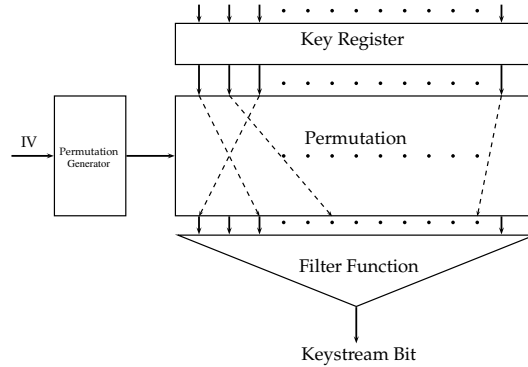 Key Register
Permutation
IV
Permutation
Generator
Filter Function
Keystream Bit